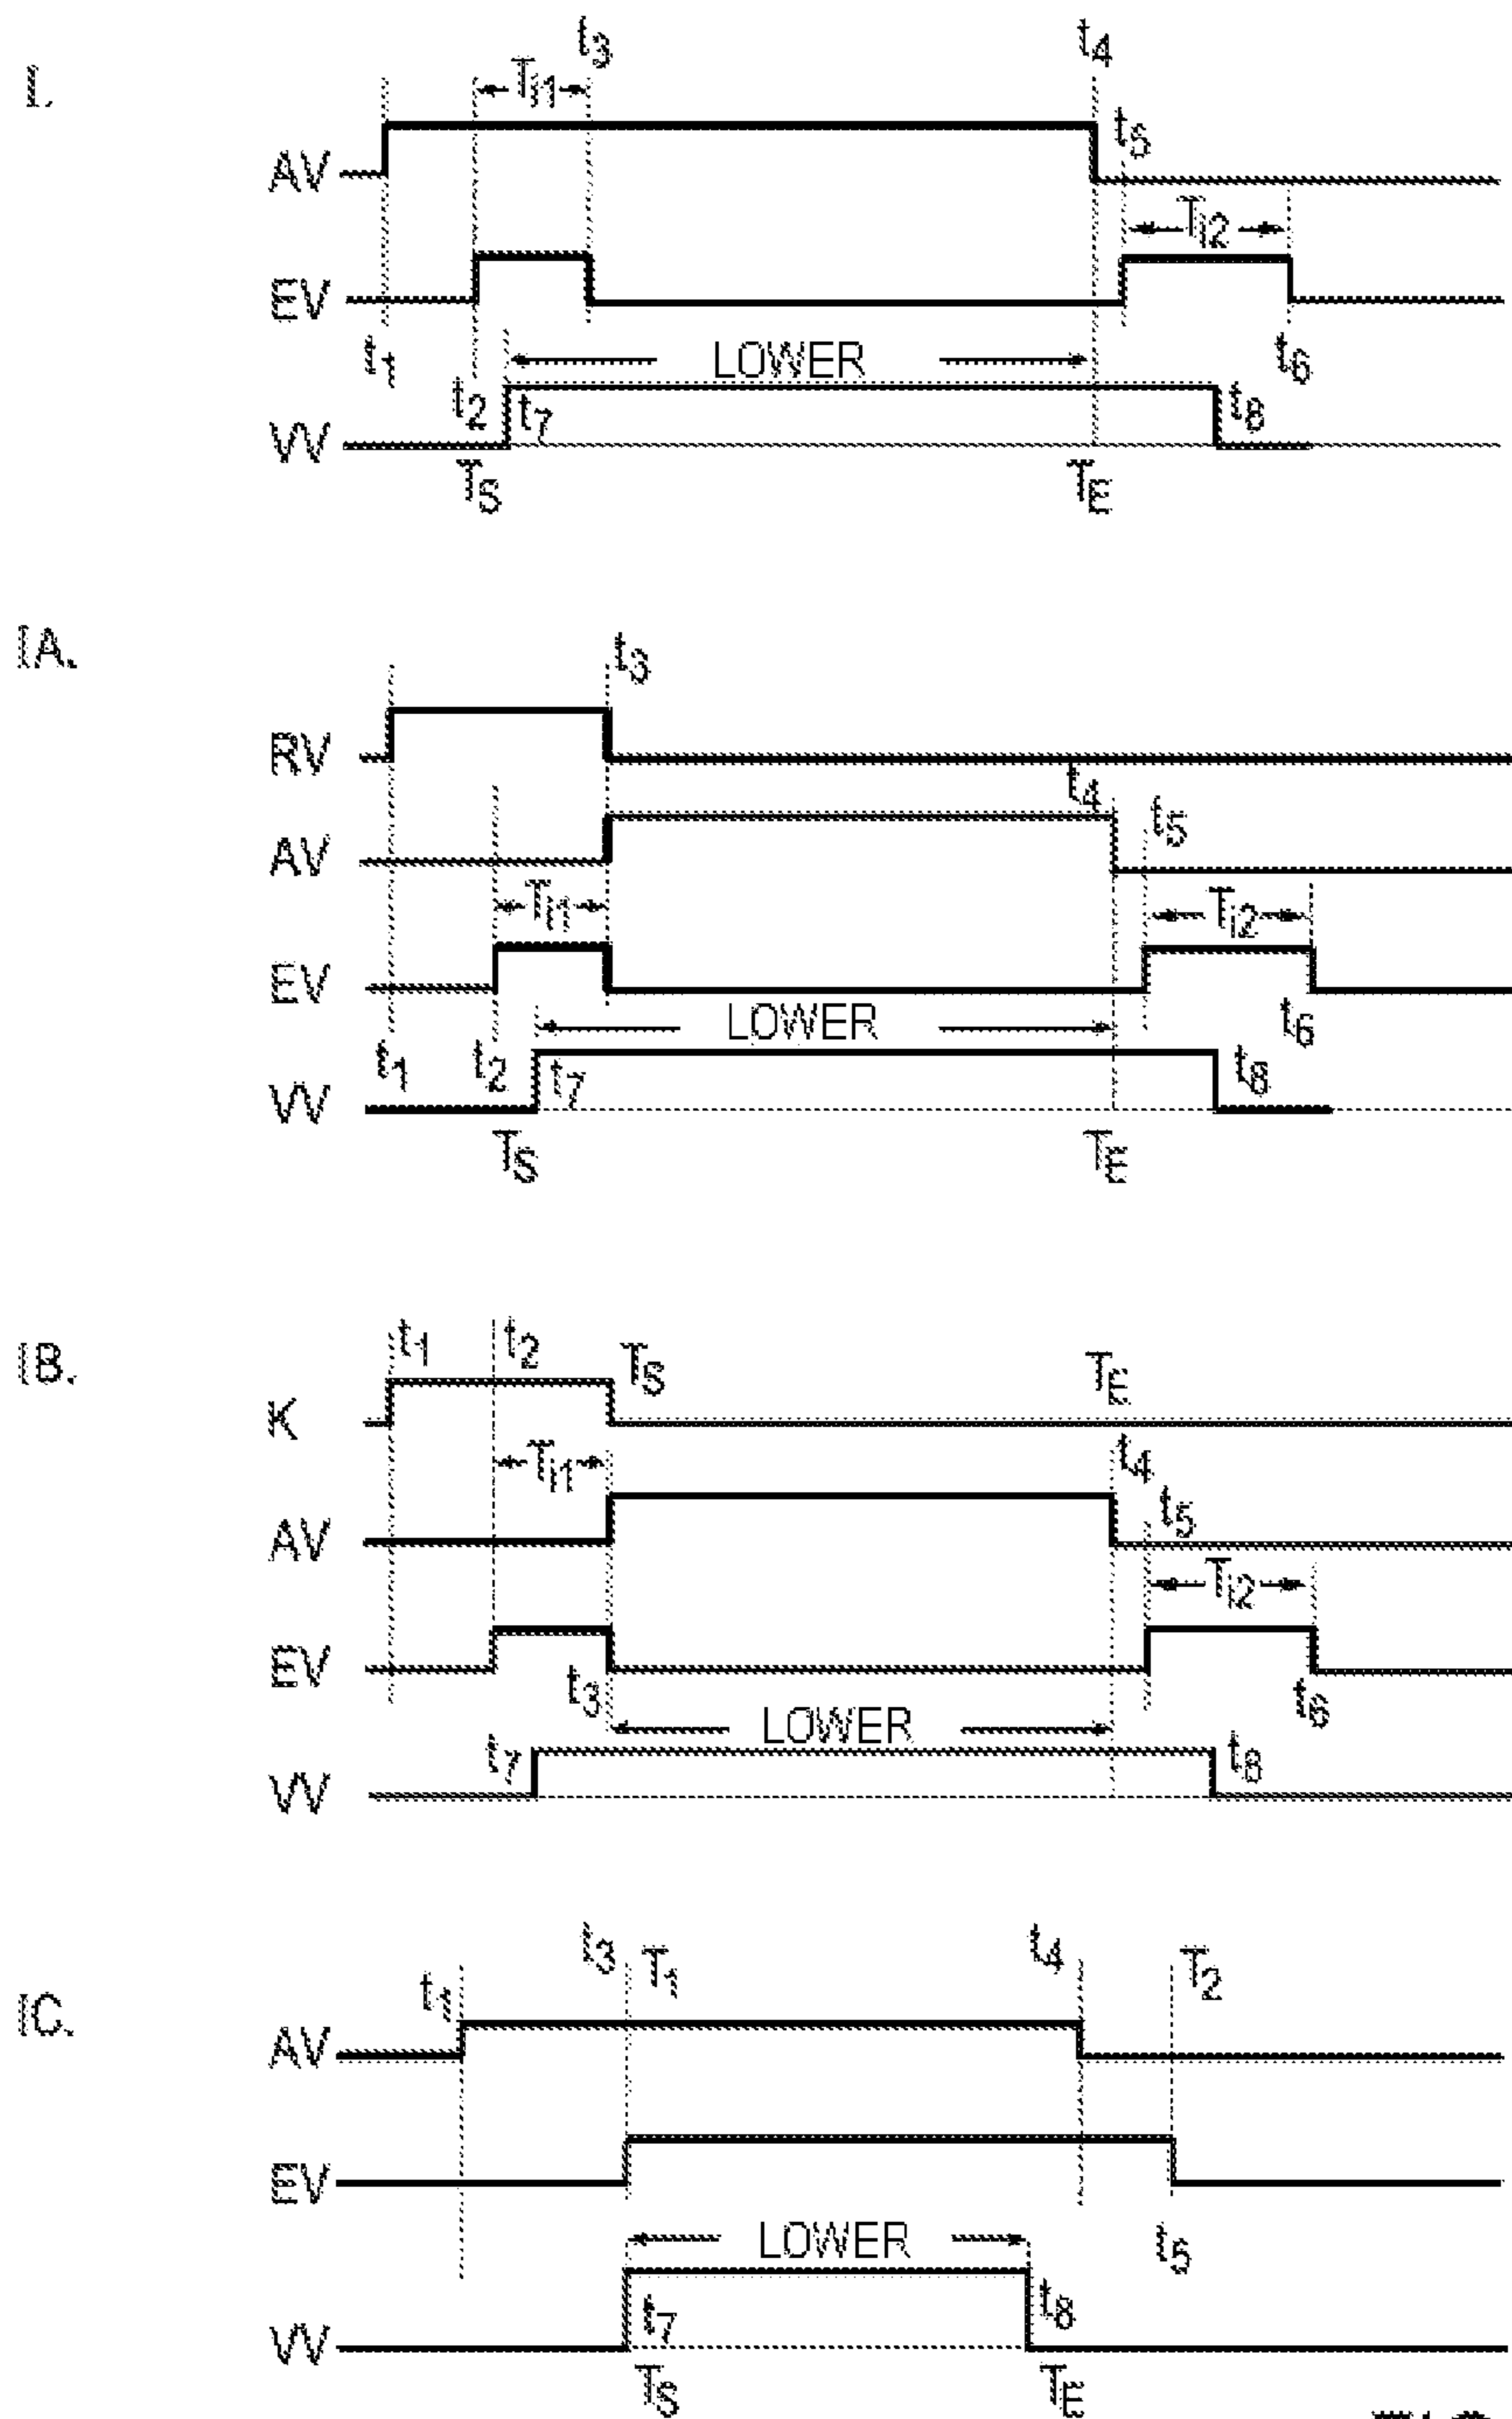 I.
t3 t4
Ti1
AV t5
Ti2
EV
t1 LOWER t6
t2 t7 t8
VV
TS TE
IA.
t3
RV
t4 t5
AV
Ti1 Ti2
EV
LOWER t6
t1 t2 t7 t8
VV
TS TE
IB.
t1 t2 TS TE
K
Ti1 t4
t5
AV
Ti2
EV
t3 t6
LOWER
t7 t8
VV
IC.
t1 t3 T1 t4 T2
AV
EV
LOWER t5
t7 t8
VV
TS TE